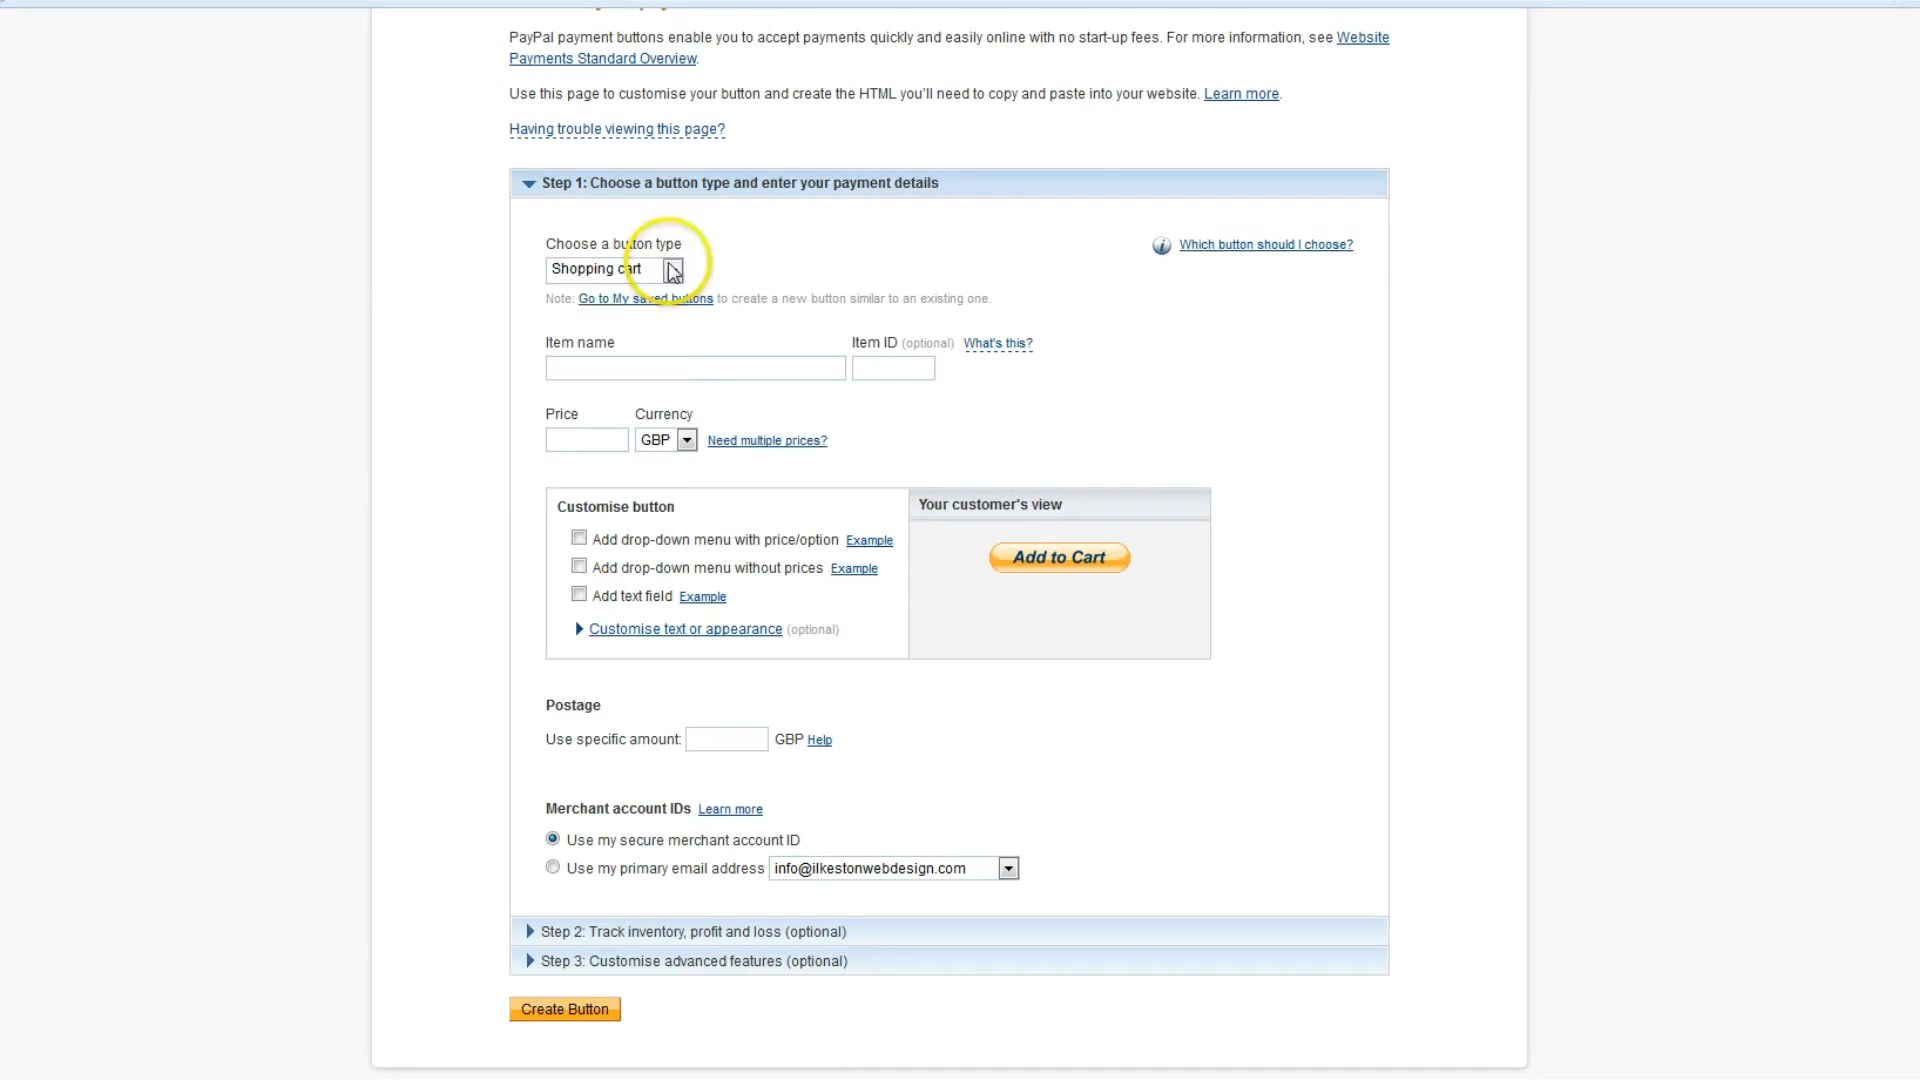 PayPal payment buttons enable you to accept payments quickly and easily online with no start-up fees. For more information, see Website
Payments Standard Overview.
Use this page to customise your button and create the HTML you'll need to copy and paste into your website. Learn more.
Having trouble viewing this page?
Step 1: Choose a button type and enter your payment details
Choose a button type
Which button should I choose?
Shopping cart
Note: Go to My saved buttons to create a new button similar to an existing one.
Item name
Item ID (optional) What's this?
Price
Currency
GBP
Need multiple prices?
Customise button
Your customer's view
Add drop-down menu with price/option Example
Add to Cart
Add drop-down menu without prices Example
Add text field Example
Customise text or appearance (optional)
Postage
Use specific amount: GBP Help
Merchant account IDs Learn more
Use my secure merchant account ID
Use my primary email address info@ilkestonwebdesign.com
Step 2: Track inventory, profit and loss (optional)
Step 3: Customise advanced features (optional)
Create Button